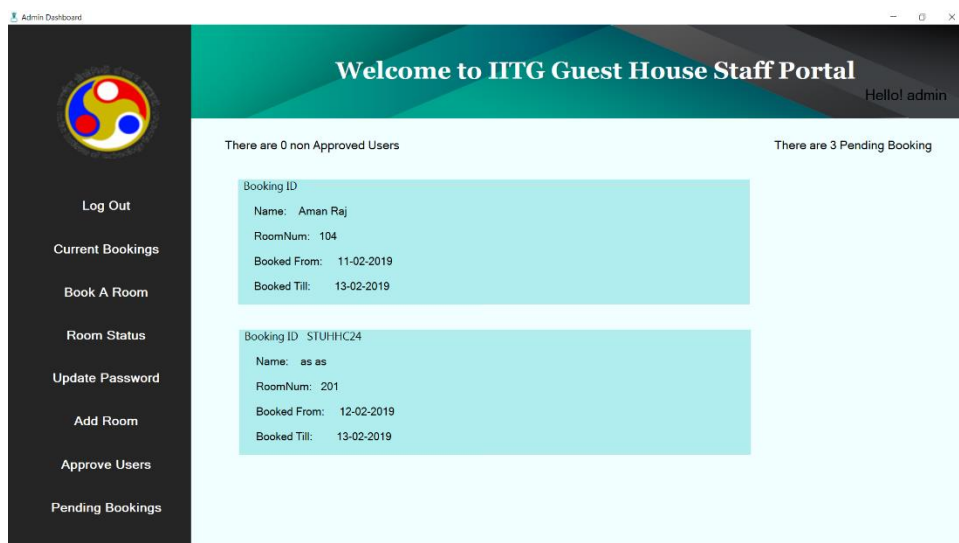 Admin Dashboard
Welcome to IITG Guest House Staff Portal
Hello! admin
There are 0 non Approved Users
There are 3 Pending Booking
Log Out
Current Bookings
Book A Room
Room Status
Update Password
Add Room
Approve Users
Pending Bookings
Booking ID
Name: Aman Raj
RoomNum: 104
Booked From: 11-02-2019
Booked Till: 13-02-2019
Booking ID STUHHC24
Name: as as
RoomNum: 201
Booked From: 12-02-2019
Booked Till: 13-02-2019